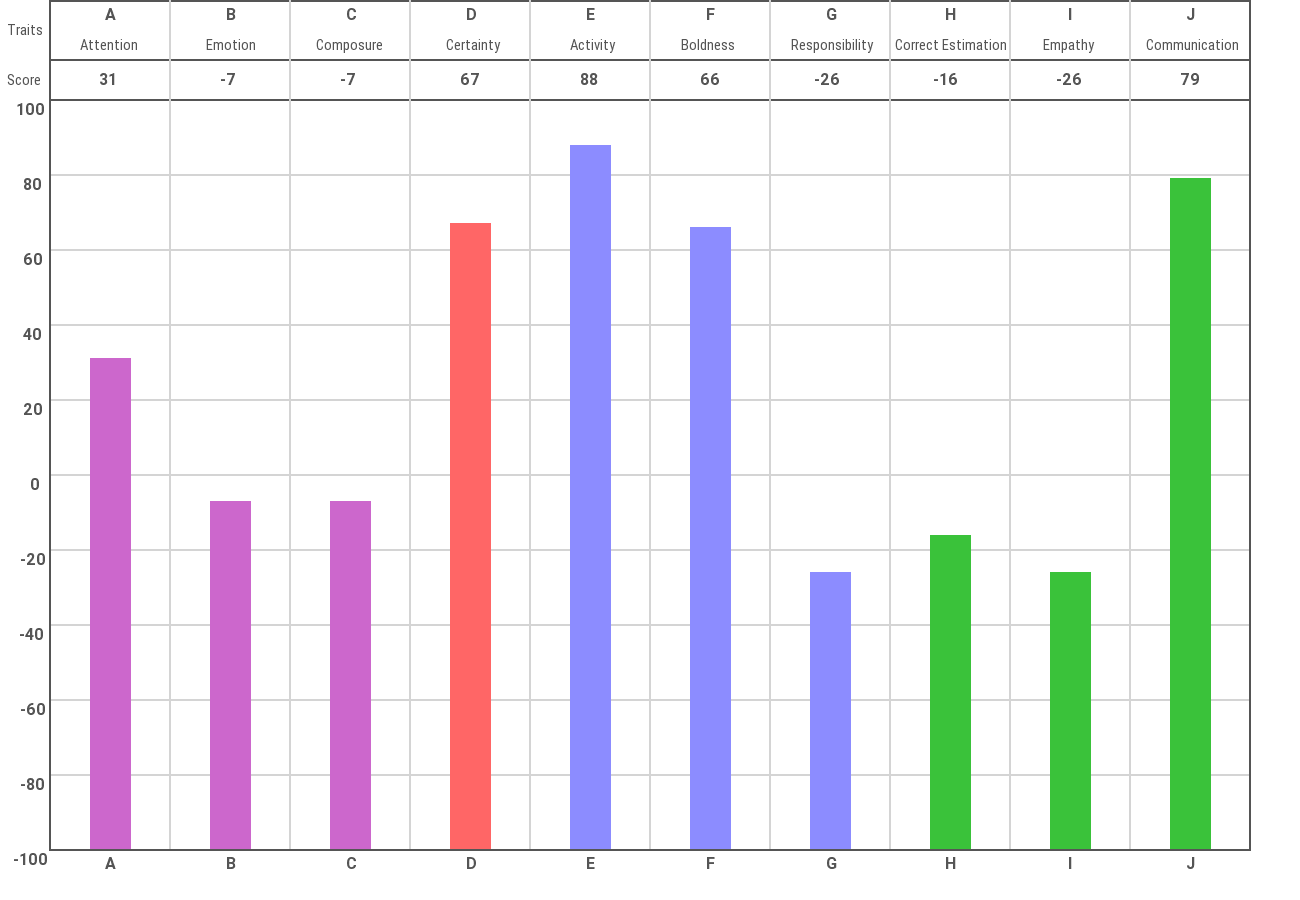 Traits A B C D E F G H I J
Attention Emotion Composure Certainty Activity Boldness Responsibility Correct Estimation Empathy Communication
Score 31 -7 -7 67 88 66 -26 -16 -26 79
100
80
60
40
20
0
-20
-40
-60
-80
-100
A B C D E F G H I J